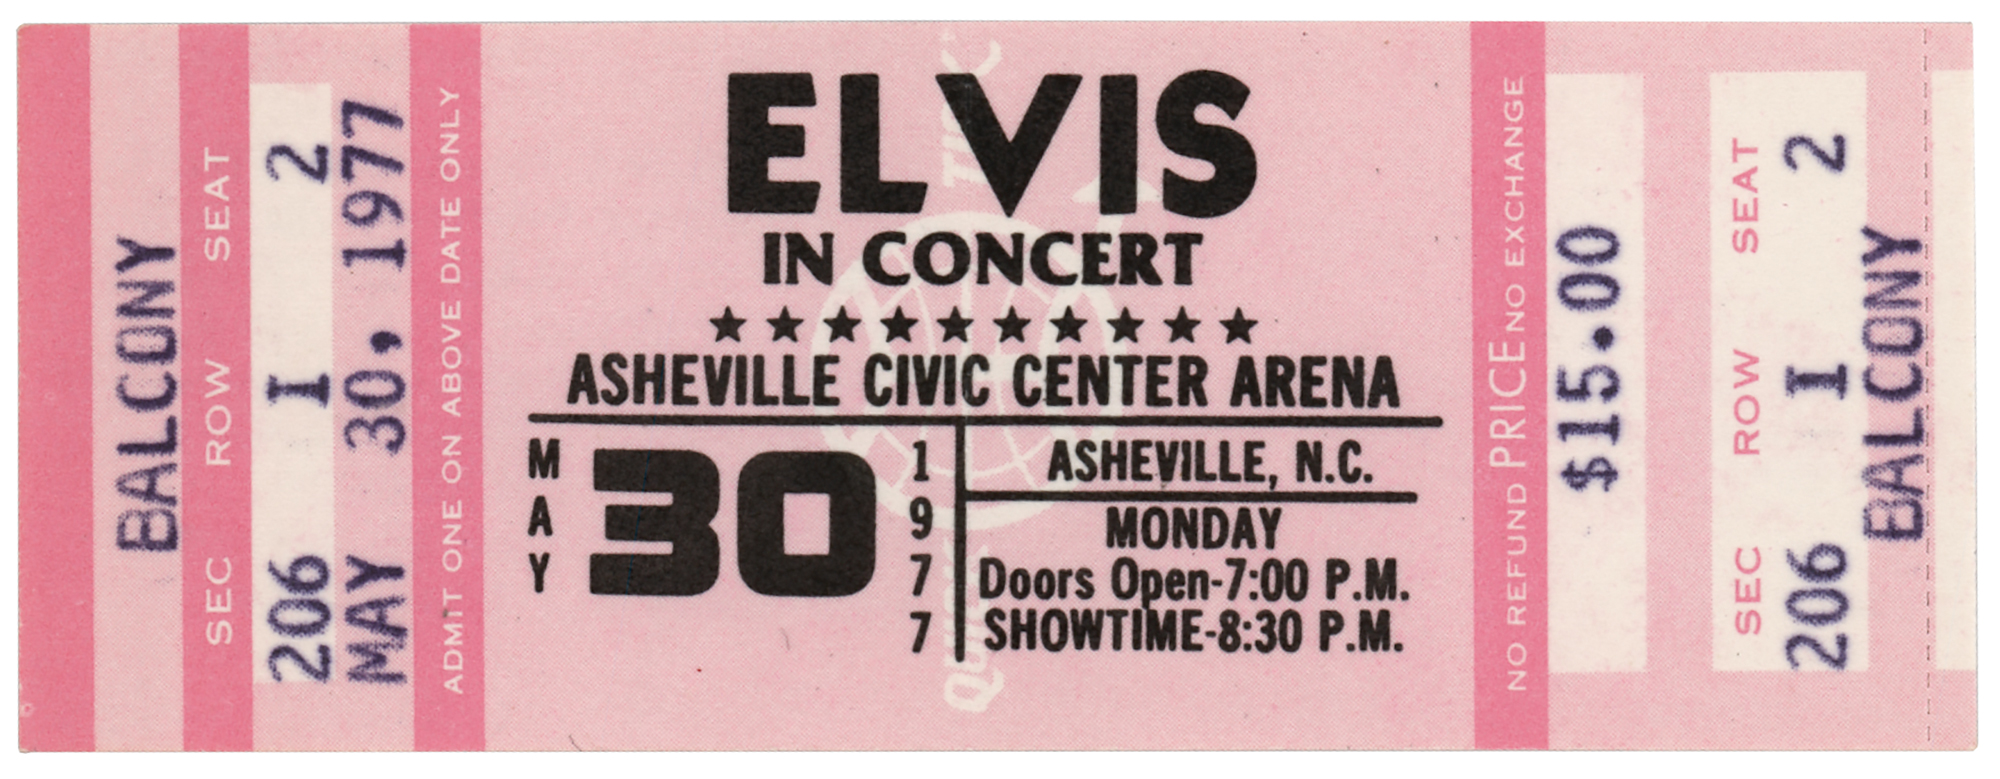 BALCONY
SEC ROW SEAT
206 I 2
MAY 30, 1977
ADMIT ONE ON ABOVE DATE ONLY
ELVIS
IN CONCERT
★ ★ ★ ★ ★ ★ ★ ★ ★ ★
ASHEVILLE CIVIC CENTER ARENA
MAY
30
1977
ASHEVILLE, N.C.
MONDAY
Doors Open-7:00 P.M.
SHOWTIME-8:30 P.M.
NO REFUND PRICE NO EXCHANGE
$15.00
SEC ROW SEAT
206 I 2
BALCONY